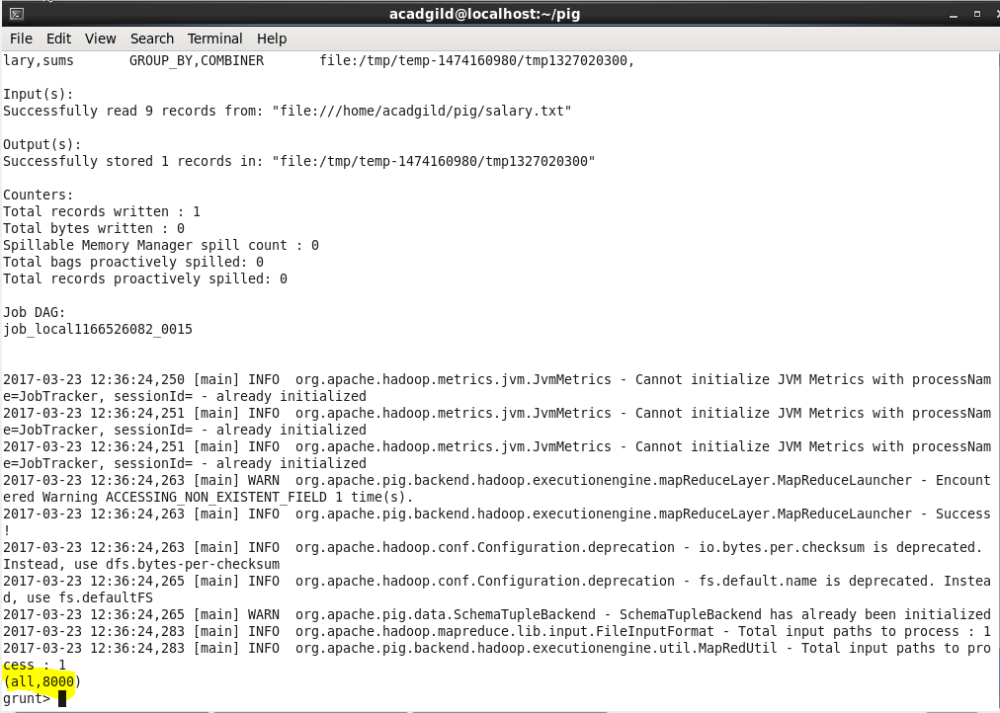 acadgild@localhost:~/pig
File Edit View Search Terminal Help
lary,sums GROUP_BY,COMBINER file:/tmp/temp-1474160980/tmp1327020300,
Input(s):
Successfully read 9 records from: "file:///home/acadgild/pig/salary.txt"
Output(s):
Successfully stored 1 records in: "file:/tmp/temp-1474160980/tmp1327020300"
Counters:
Total records written : 1
Total bytes written : 0
Spillable Memory Manager spill count : 0
Total bags proactively spilled: 0
Total records proactively spilled: 0
Job DAG:
job_local1166526082_0015
2017-03-23 12:36:24,250 [main] INFO  org.apache.hadoop.metrics.jvm.JvmMetrics - Cannot initialize JVM Metrics with processNam
e=JobTracker, sessionId= - already initialized
2017-03-23 12:36:24,251 [main] INFO  org.apache.hadoop.metrics.jvm.JvmMetrics - Cannot initialize JVM Metrics with processNam
e=JobTracker, sessionId= - already initialized
2017-03-23 12:36:24,251 [main] INFO  org.apache.hadoop.metrics.jvm.JvmMetrics - Cannot initialize JVM Metrics with processNam
e=JobTracker, sessionId= - already initialized
2017-03-23 12:36:24,263 [main] WARN  org.apache.pig.backend.hadoop.executionengine.mapReduceLayer.MapReduceLauncher - Encount
ered Warning ACCESSING_NON_EXISTENT_FIELD 1 time(s).
2017-03-23 12:36:24,263 [main] INFO  org.apache.pig.backend.hadoop.executionengine.mapReduceLayer.MapReduceLauncher - Success
!
2017-03-23 12:36:24,263 [main] INFO  org.apache.hadoop.conf.Configuration.deprecation - io.bytes.per.checksum is deprecated.
Instead, use dfs.bytes-per-checksum
2017-03-23 12:36:24,265 [main] INFO  org.apache.hadoop.conf.Configuration.deprecation - fs.default.name is deprecated. Instea
d, use fs.defaultFS
2017-03-23 12:36:24,265 [main] WARN  org.apache.pig.data.SchemaTupleBackend - SchemaTupleBackend has already been initialized
2017-03-23 12:36:24,283 [main] INFO  org.apache.hadoop.mapreduce.lib.input.FileInputFormat - Total input paths to process : 1
2017-03-23 12:36:24,283 [main] INFO  org.apache.pig.backend.hadoop.executionengine.util.MapRedUtil - Total input paths to pro
cess : 1
(all,8000)
grunt>